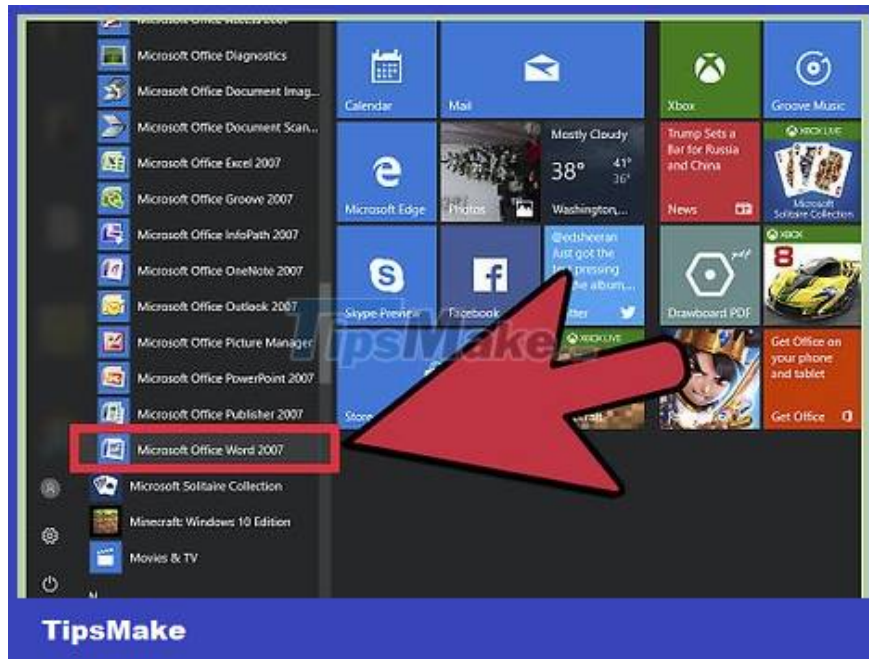 Microsoft Office Access 2007
Microsoft Office Diagnostics
Microsoft Office Document Imag...
Microsoft Office Document Scan...
Microsoft Office Excel 2007
Microsoft Office Groove 2007
Microsoft Office InfoPath 2007
Microsoft Office OneNote 2007
Microsoft Office Outlook 2007
Microsoft Office Picture Manager
Microsoft Office PowerPoint 2007
Microsoft Office Publisher 2007
Microsoft Office Word 2007
Microsoft Solitaire Collection
Minecraft: Windows 10 Edition
Movies & TV
N
Calendar
Mail
Xbox
Groove Music
Microsoft Edge
Photos
Mostly Cloudy
38° 41°
36°
Washington,...
Trump Sets a
Bar for Russia
and China
News
XBOX LIVE
Microsoft
Solitaire Collection
Skype Preview
Facebook
@edsheeran
Just got the
pressing
album,...
Drawboard PDF
XBOX
8
Store
XBOX LIVE
Get Office on
your phone
and tablet
Get Office
TipsMake
TipsMake